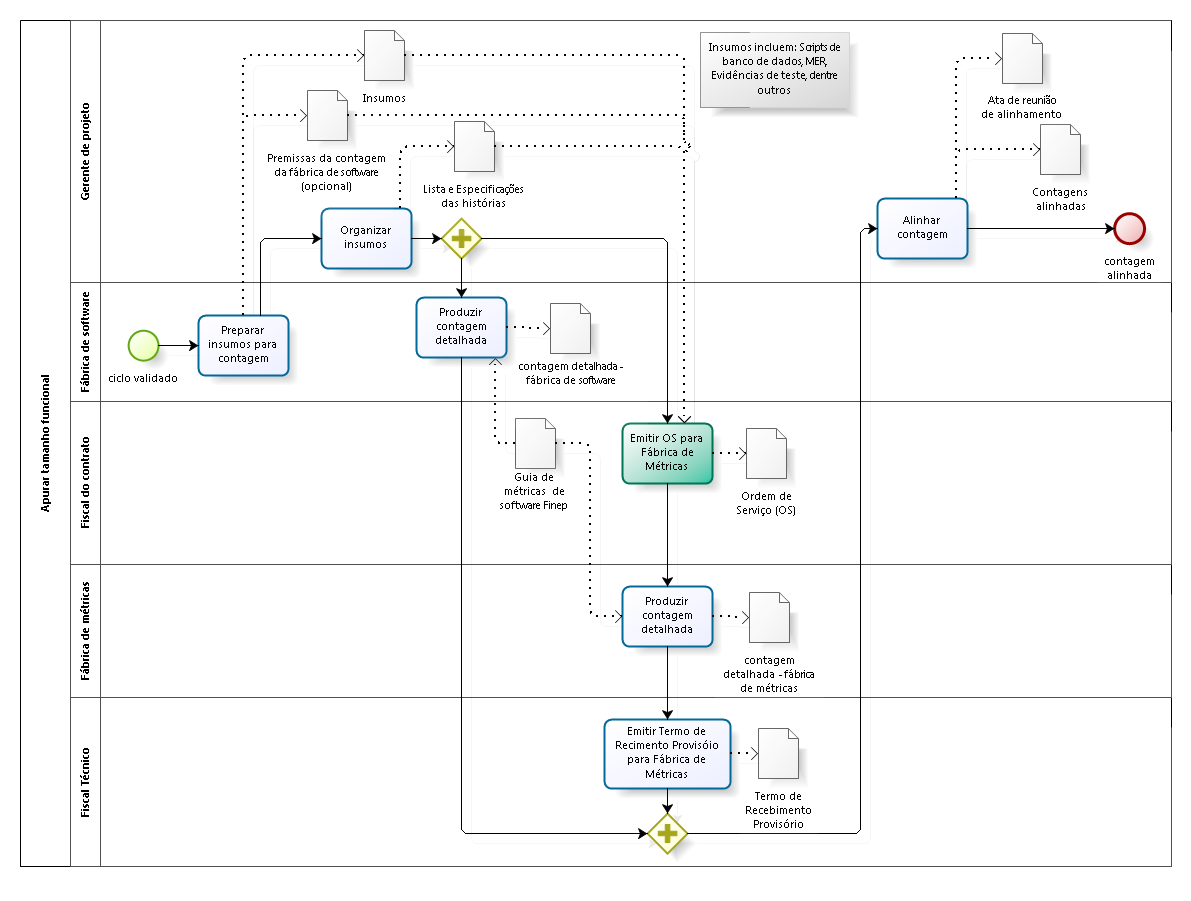 Apurar tamanho funcional
Gerente de projeto
Insumos
Premissas da contagem
da fábrica de software
(opcional)
Lista e Especificações
das histórias
Insumos incluem: Scripts de
banco de dados, MER,
Evidências de teste, dentre
outros
Ata de reunião
de alinhamento
Contagens
alinhadas
Organizar
insumos
Alinhar
contagem
contagem
alinhada
Fábrica de software
ciclo validado
Preparar
insumos para
contagem
Produzir
contagem
detalhada
contagem detalhada -
fábrica de software
Fiscal do contrato
Guia de
métricas de
software Finep
Emitir OS para
Fábrica de
Métricas
Ordem de
Serviço (OS)
Fábrica de métricas
Produzir
contagem
detalhada
contagem
detalhada - fábrica
de métricas
Fiscal Técnico
Emitir Termo de
Recimento Provisóio
para Fábrica de
Métricas
Termo de
Recebimento
Provisório